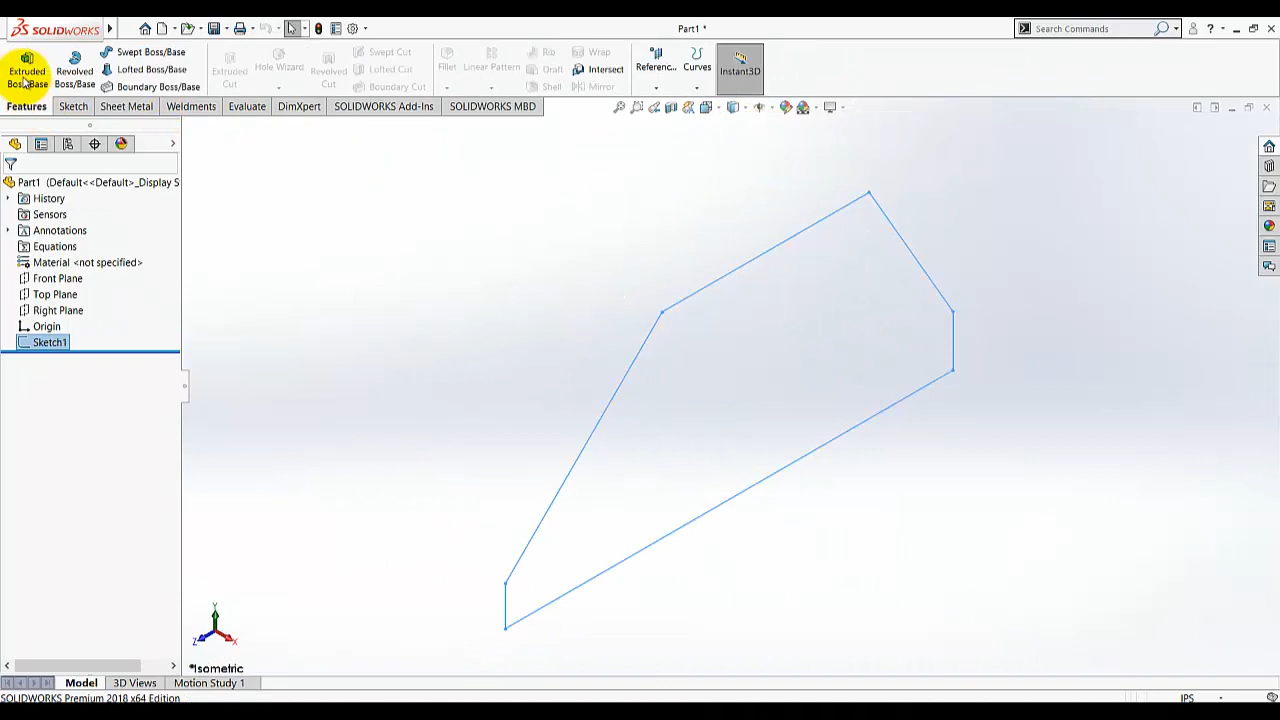 SOLIDWORKS
Part1 *
Search Commands
?
Extruded Boss/Base
Revolved Boss/Base
Swept Boss/Base
Lofted Boss/Base
Boundary Boss/Base
Extruded Cut
Hole Wizard
Revolved Cut
Swept Cut
Lofted Cut
Boundary Cut
Fillet
Linear Pattern
Rib
Draft
Shell
Wrap
Intersect
Mirror
Referenc...
Curves
Instant3D
Features
Sketch
Sheet Metal
Weldments
Evaluate
DimXpert
SOLIDWORKS Add-Ins
SOLIDWORKS MBD
Part1 (Default<<Default>_Display S
History
Sensors
Annotations
Equations
Material <not specified>
Front Plane
Top Plane
Right Plane
Origin
Sketch1
Y
Z
X
*Isometric
Model
3D Views
Motion Study 1
SOLIDWORKS Premium 2018 x64 Edition
IPS